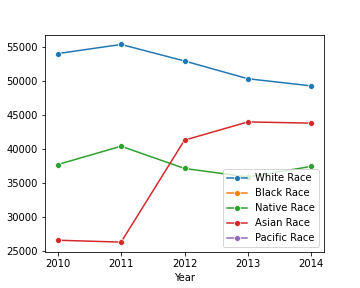 55000
50000
45000
40000
35000
30000
25000
2010 2011 2012 2013 2014
Year
White Race
Black Race
Native Race
Asian Race
Pacific Race